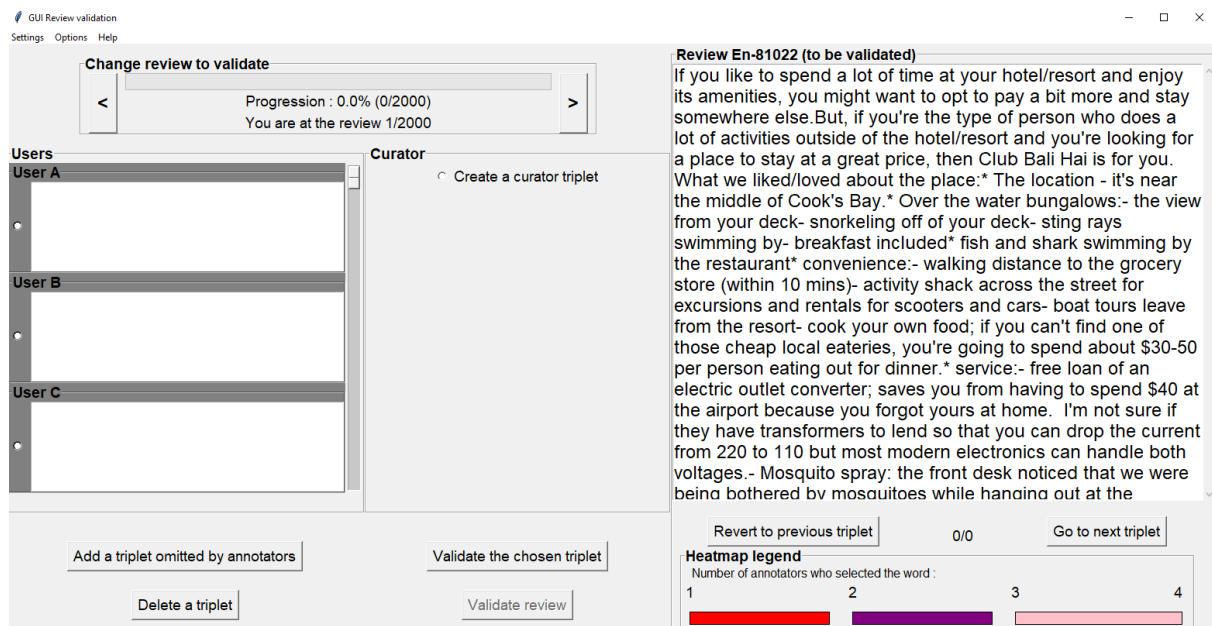 GUI Review validation
Settings Options Help
Change review to validate
<
Progression : 0.0% (0/2000)
You are at the review 1/2000
>
Users
User A
User B
User C
Curator
Create a curator triplet
Add a triplet omitted by annotators
Validate the chosen triplet
Delete a triplet
Validate review
Review En-81022 (to be validated)
If you like to spend a lot of time at your hotel/resort and enjoy
its amenities, you might want to opt to pay a bit more and stay
somewhere else.But, if you're the type of person who does a
lot of activities outside of the hotel/resort and you're looking for
a place to stay at a great price, then Club Bali Hai is for you.
What we liked/loved about the place:* The location - it's near
the middle of Cook's Bay.* Over the water bungalows:- the view
from your deck- snorkeling off of your deck- sting rays
swimming by- breakfast included* fish and shark swimming by
the restaurant* convenience:- walking distance to the grocery
store (within 10 mins)- activity shack across the street for
excursions and rentals for scooters and cars- boat tours leave
from the resort- cook your own food; if you can't find one of
those cheap local eateries, you're going to spend about $30-50
per person eating out for dinner.* service:- free loan of an
electric outlet converter; saves you from having to spend $40 at
the airport because you forgot yours at home.  I'm not sure if
they have transformers to lend so that you can drop the current
from 220 to 110 but most modern electronics can handle both
voltages.- Mosquito spray: the front desk noticed that we were
being bothered by mosquitoes while hanging out at the
Revert to previous triplet
0/0
Go to next triplet
Heatmap legend
Number of annotators who selected the word :
1 2 3 4